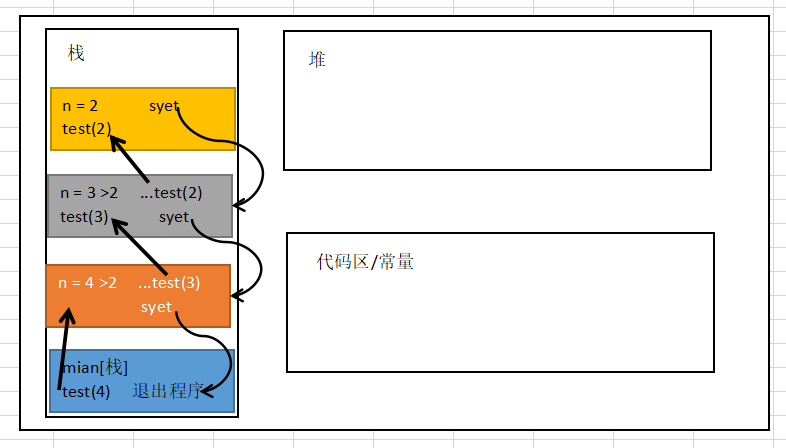 栈
n = 2 syet
test(2)
n = 3 >2 ...test(2)
test(3) syet
n = 4 >2 ...test(3)
syet
mian[栈]
test(4) 退出程序
堆
代码区/常量